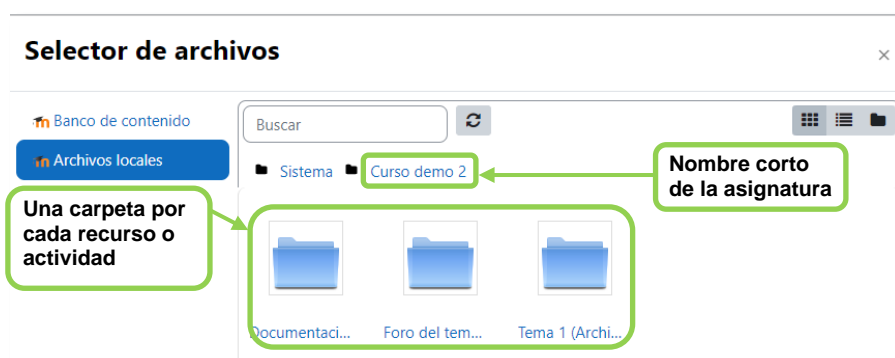 Selector de archivos
×
Banco de contenido
Buscar
Archivos locales
Sistema Curso demo 2
Nombre corto
de la asignatura
Una carpeta por
cada recurso o
actividad
Documentaci...
Foro del tem...
Tema 1 (Archi...